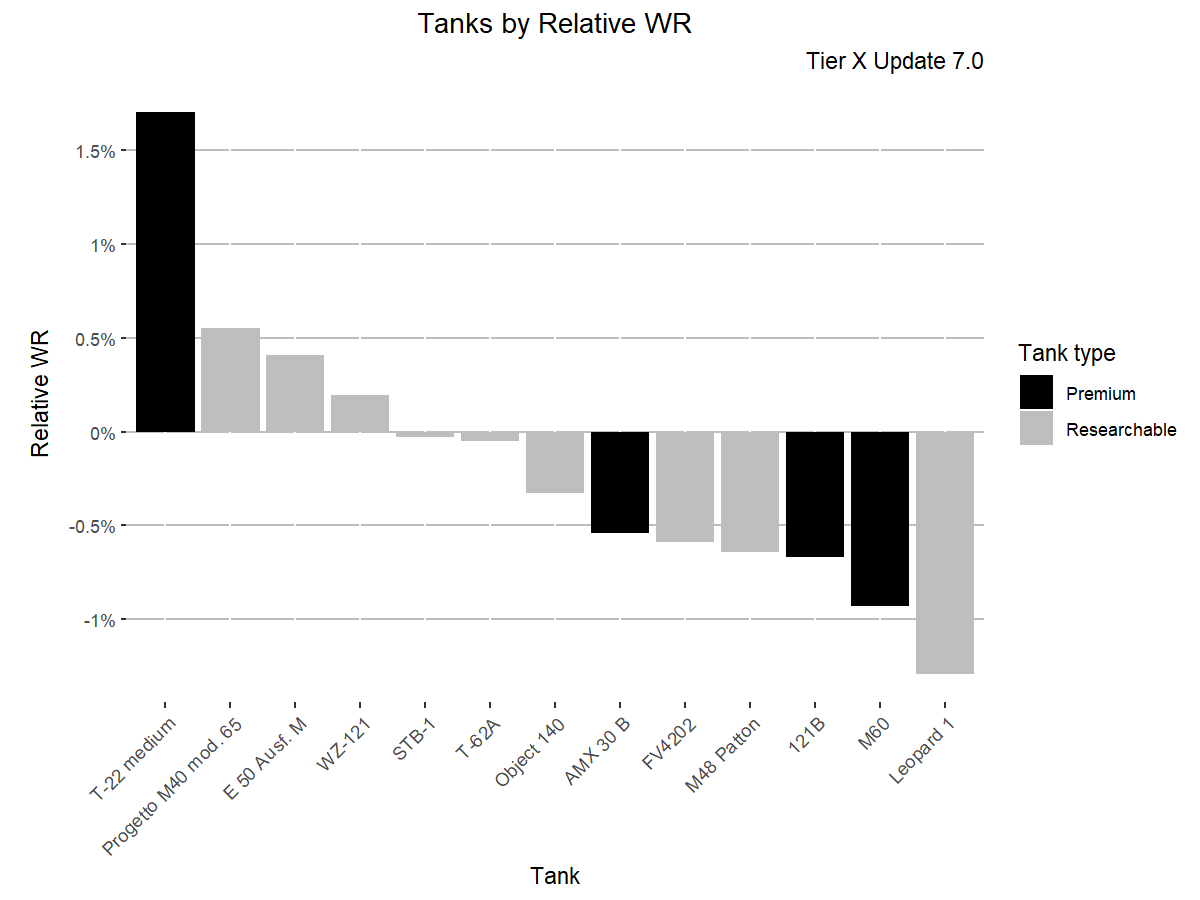 Tanks by Relative WR
Tier X Update 7.0
1.5%
1%
0.5%
0%
-0.5%
-1%
Relative WR
T-22 medium
Progetto M40 mod. 65
E 50 Ausf. M
WZ-121
STB-1
T-62A
Object 140
AMX 30 B
FV4202
M48 Patton
121B
M60
Leopard 1
Tank
Tank type
Premium
Researchable